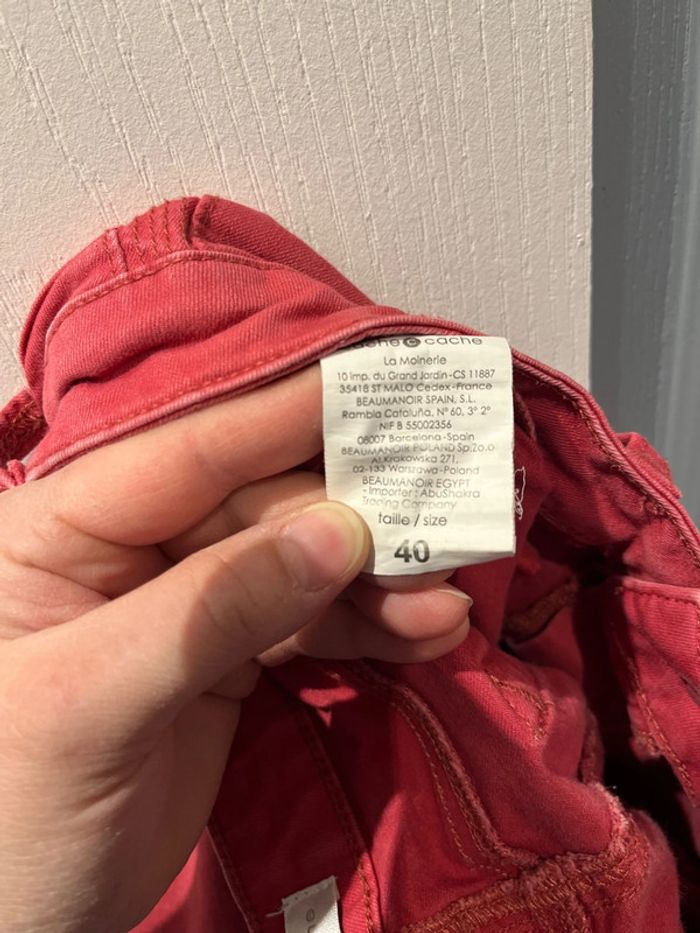 cache cache
La Moinerie
10 imp. du Grand Jardin-CS 11887
35418 ST MALO Cedex-France
BEAUMANOIR SPAIN, S.L.
Rambla Cataluña, N°60, 3° 2°
NIF B 55002356
08007 Barcelona-Spain
BEAUMANOIR POLAND Sp.Zo.o
Al.Krakowska 271,
02-133 Warszawa-Poland
BEAUMANOIR EGYPT
- Importer : AbuShakra
Trading Company
taille / size
40